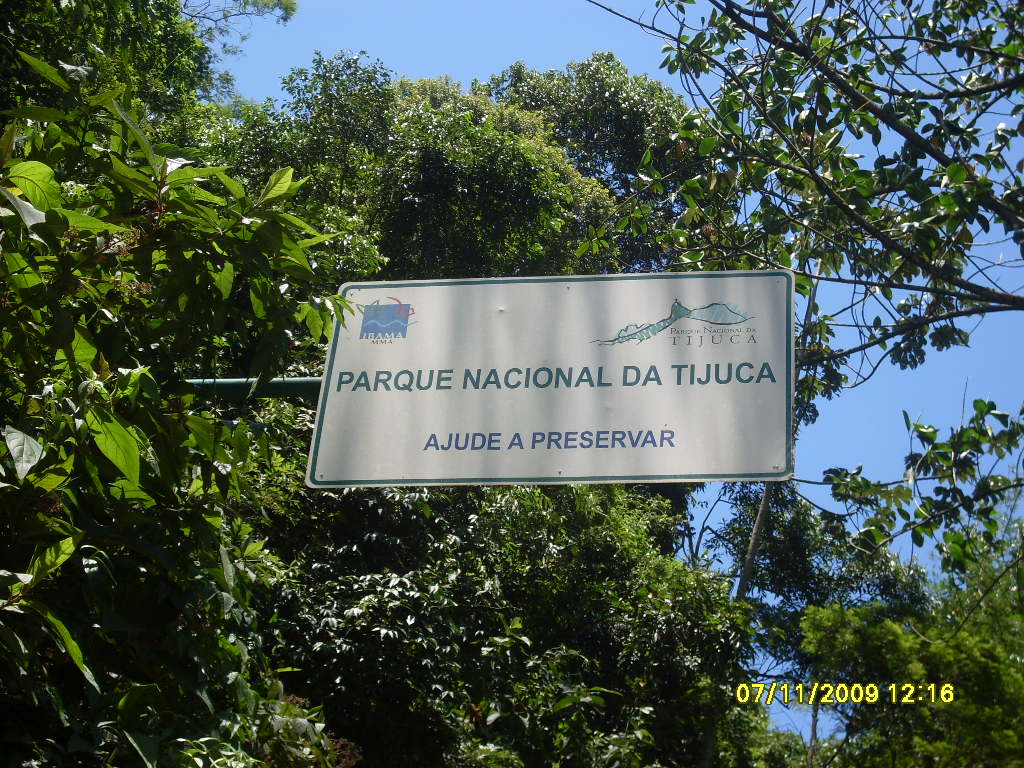 IBAMA
MMA
PARQUE NACIONAL DA
TIJUCA
PARQUE NACIONAL DA TIJUCA
AJUDE A PRESERVAR
07/11/2009 12:16